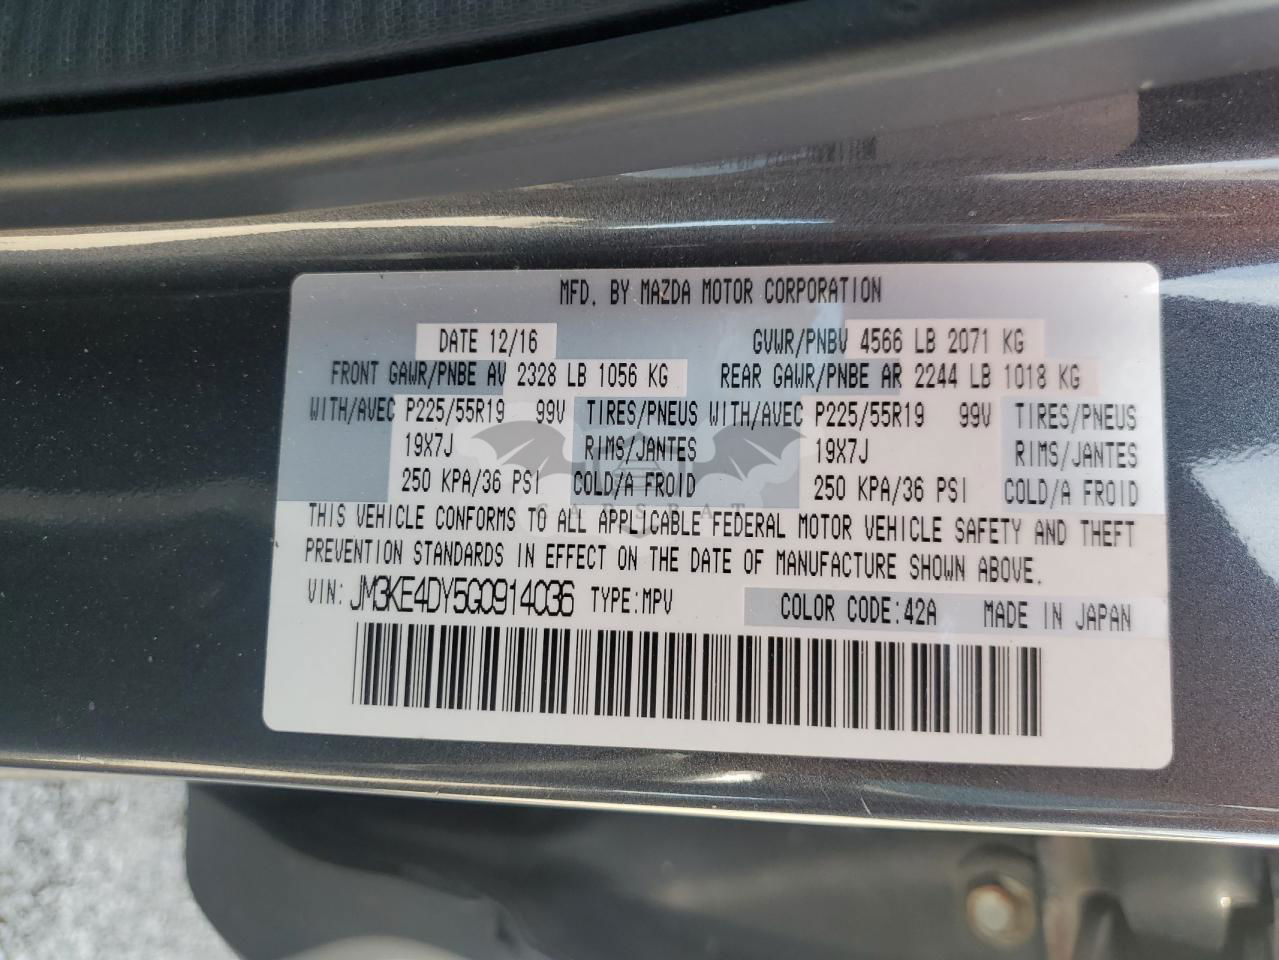 MFD. BY MAZDA MOTOR CORPORATION
DATE 12/16 GVWR/PNBV 4566 LB 2071 KG
FRONT GAWR/PNBE AV 2328 LB 1056 KG REAR GAWR/PNBE AR 2244 LB 1018 KG
WITH/AVEC P225/55R19 99V TIRES/PNEUS WITH/AVEC P225/55R19 99V TIRES/PNEUS
19X7J RIMS/JANTES 19X7J RIMS/JANTES
250 KPA/36 PSI COLD/A FROID 250 KPA/36 PSI COLD/A FROID
CARSBAT
THIS VEHICLE CONFORMS TO ALL APPLICABLE FEDERAL MOTOR VEHICLE SAFETY AND THEFT
PREVENTION STANDARDS IN EFFECT ON THE DATE OF MANUFACTURE SHOWN ABOVE.
VIN: JM3KE4DY5G0914036 TYPE:MPV COLOR CODE:42A MADE IN JAPAN